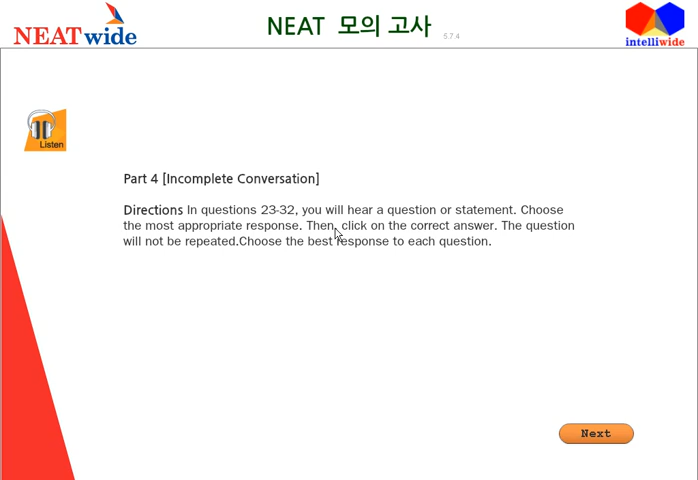 NEATwide
NEAT 모의 고사
5.7.4
intelliwide
Listen
Part 4 [Incomplete Conversation]
Directions In questions 23-32, you will hear a question or statement. Choose
the most appropriate response. Then, click on the correct answer. The question
will not be repeated.Choose the best response to each question.
Next